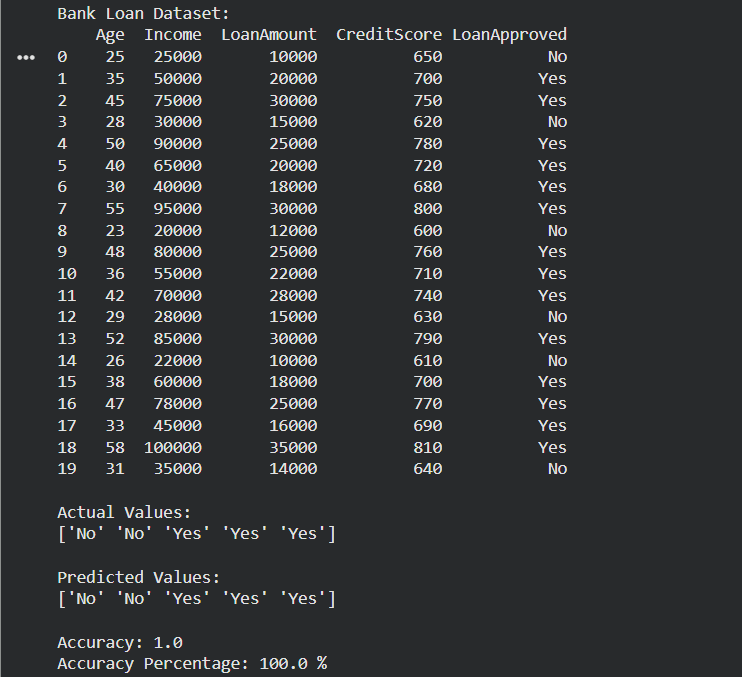 Bank Loan Dataset:
Age Income LoanAmount CreditScore LoanApproved
0 25 25000 10000 650 No
1 35 50000 20000 700 Yes
2 45 75000 30000 750 Yes
3 28 30000 15000 620 No
4 50 90000 25000 780 Yes
5 40 65000 20000 720 Yes
6 30 40000 18000 680 Yes
7 55 95000 30000 800 Yes
8 23 20000 12000 600 No
9 48 80000 25000 760 Yes
10 36 55000 22000 710 Yes
11 42 70000 28000 740 Yes
12 29 28000 15000 630 No
13 52 85000 30000 790 Yes
14 26 22000 10000 610 No
15 38 60000 18000 700 Yes
16 47 78000 25000 770 Yes
17 33 45000 16000 690 Yes
18 58 100000 35000 810 Yes
19 31 35000 14000 640 No
Actual Values:
['No' 'No' 'Yes' 'Yes' 'Yes']
Predicted Values:
['No' 'No' 'Yes' 'Yes' 'Yes']
Accuracy: 1.0
Accuracy Percentage: 100.0 %